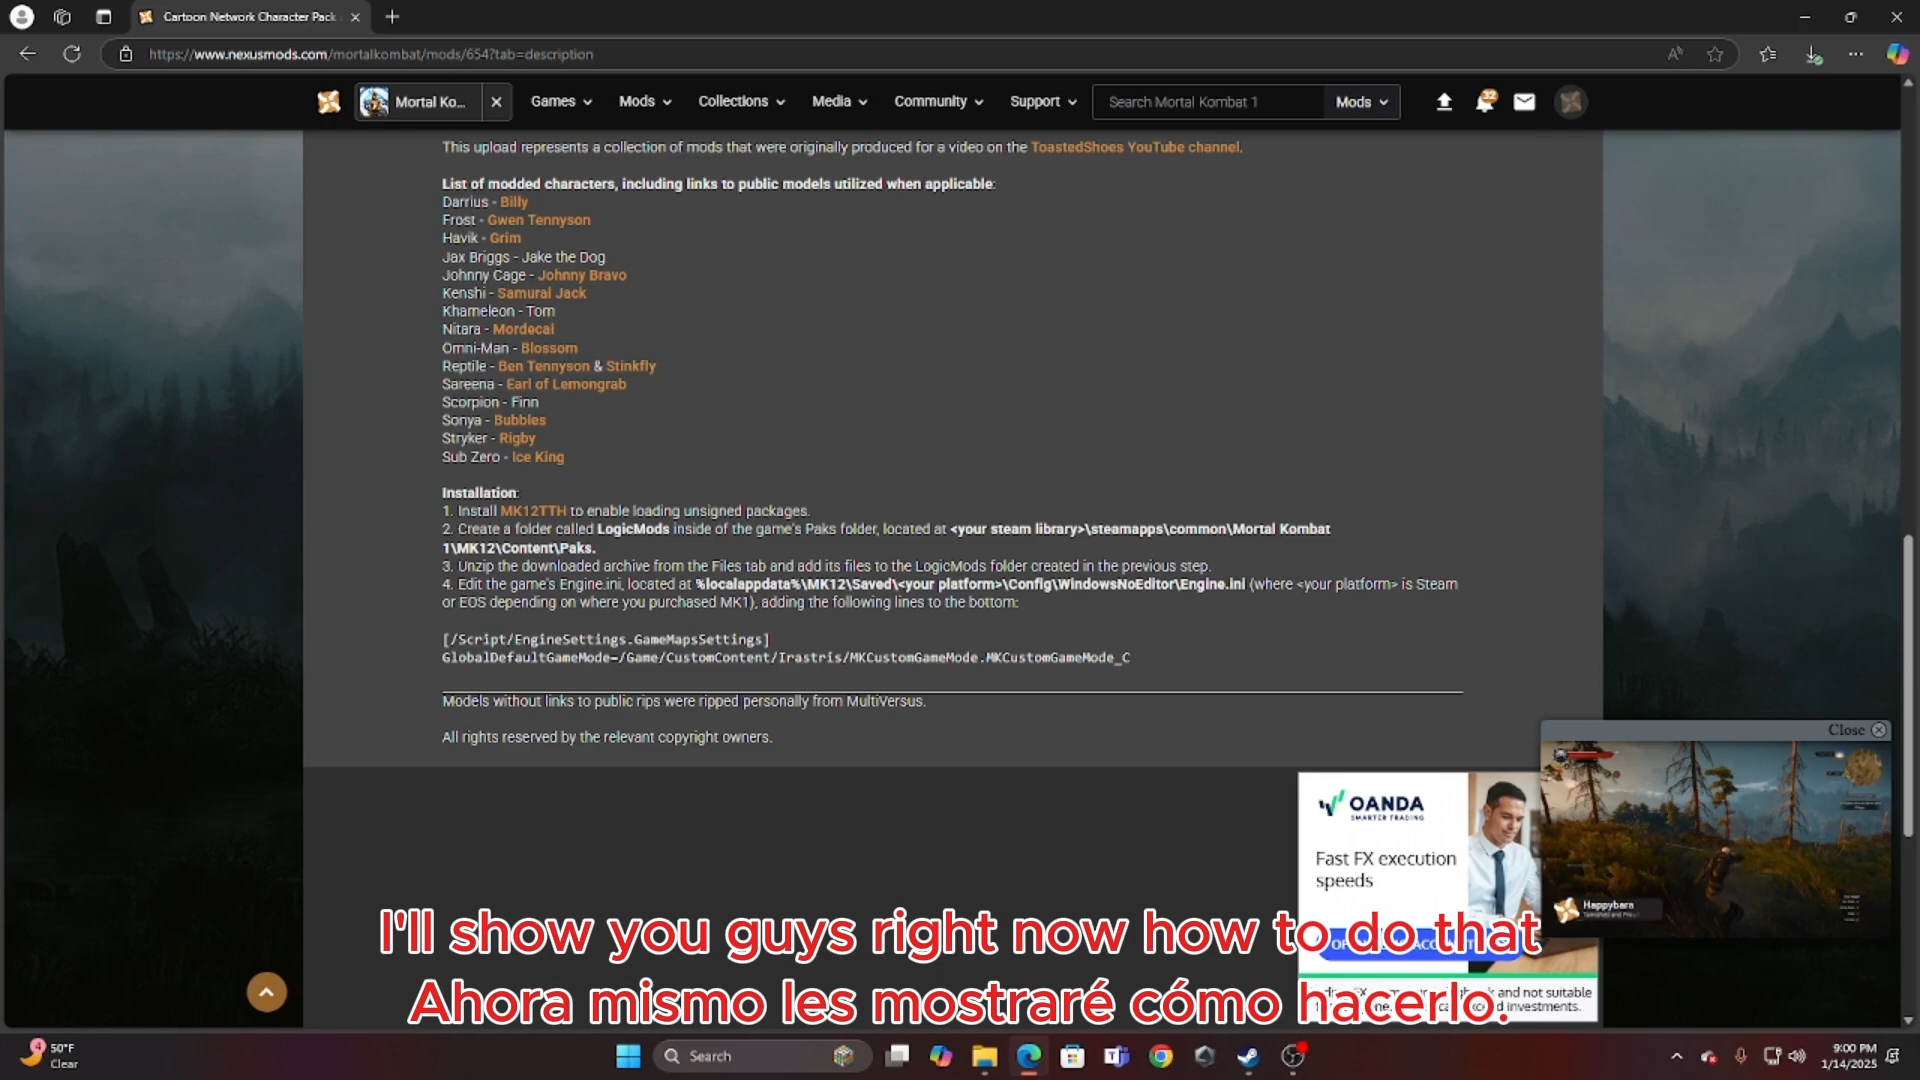 Cartoon Network Character Pack
https://www.nexusmods.com/mortalkombat/mods/654?tab=description
Mortal Ko...
Games
Mods
Collections
Media
Community
Support
Search Mortal Kombat 1
Mods
32
This upload represents a collection of mods that were originally produced for a video on the ToastedShoes YouTube channel.
List of modded characters, including links to public models utilized when applicable:
Darrius - Billy
Frost - Gwen Tennyson
Havik - Grim
Jax Briggs - Jake the Dog
Johnny Cage - Johnny Bravo
Kenshi - Samurai Jack
Khameleon - Tom
Nitara - Mordecai
Omni-Man - Blossom
Reptile - Ben Tennyson & Stinkfly
Sareena - Earl of Lemongrab
Scorpion - Finn
Sonya - Bubbles
Stryker - Rigby
Sub Zero - Ice King
Installation:
1. Install MK12TTH to enable loading unsigned packages.
2. Create a folder called LogicMods inside of the game's Paks folder, located at <your steam library>\steamapps\common\Mortal Kombat
1\MK12\Content\Paks.
3. Unzip the downloaded archive from the Files tab and add its files to the LogicMods folder created in the previous step.
4. Edit the game's Engine.ini, located at %localappdata%\MK12\Saved\<your platform>\Config\WindowsNoEditor\Engine.ini (where <your platform> is Steam
or EOS depending on where you purchased MK1), adding the following lines to the bottom:
[/Script/EngineSettings.GameMapsSettings]
GlobalDefaultGameMode=/Game/CustomContent/Irastris/MKCustomGameMode.MKCustomGameMode_C
Models without links to public rips were ripped personally from MultiVersus.
All rights reserved by the relevant copyright owners.
Close
OANDA
SMARTER TRADING
Fast FX execution
speeds
Happybara
I'll show you guys right now how to do that
Ahora mismo les mostraré cómo hacerlo.
and not suitable
investments.
4
50°F
Clear
Search
9:00 PM
1/14/2025